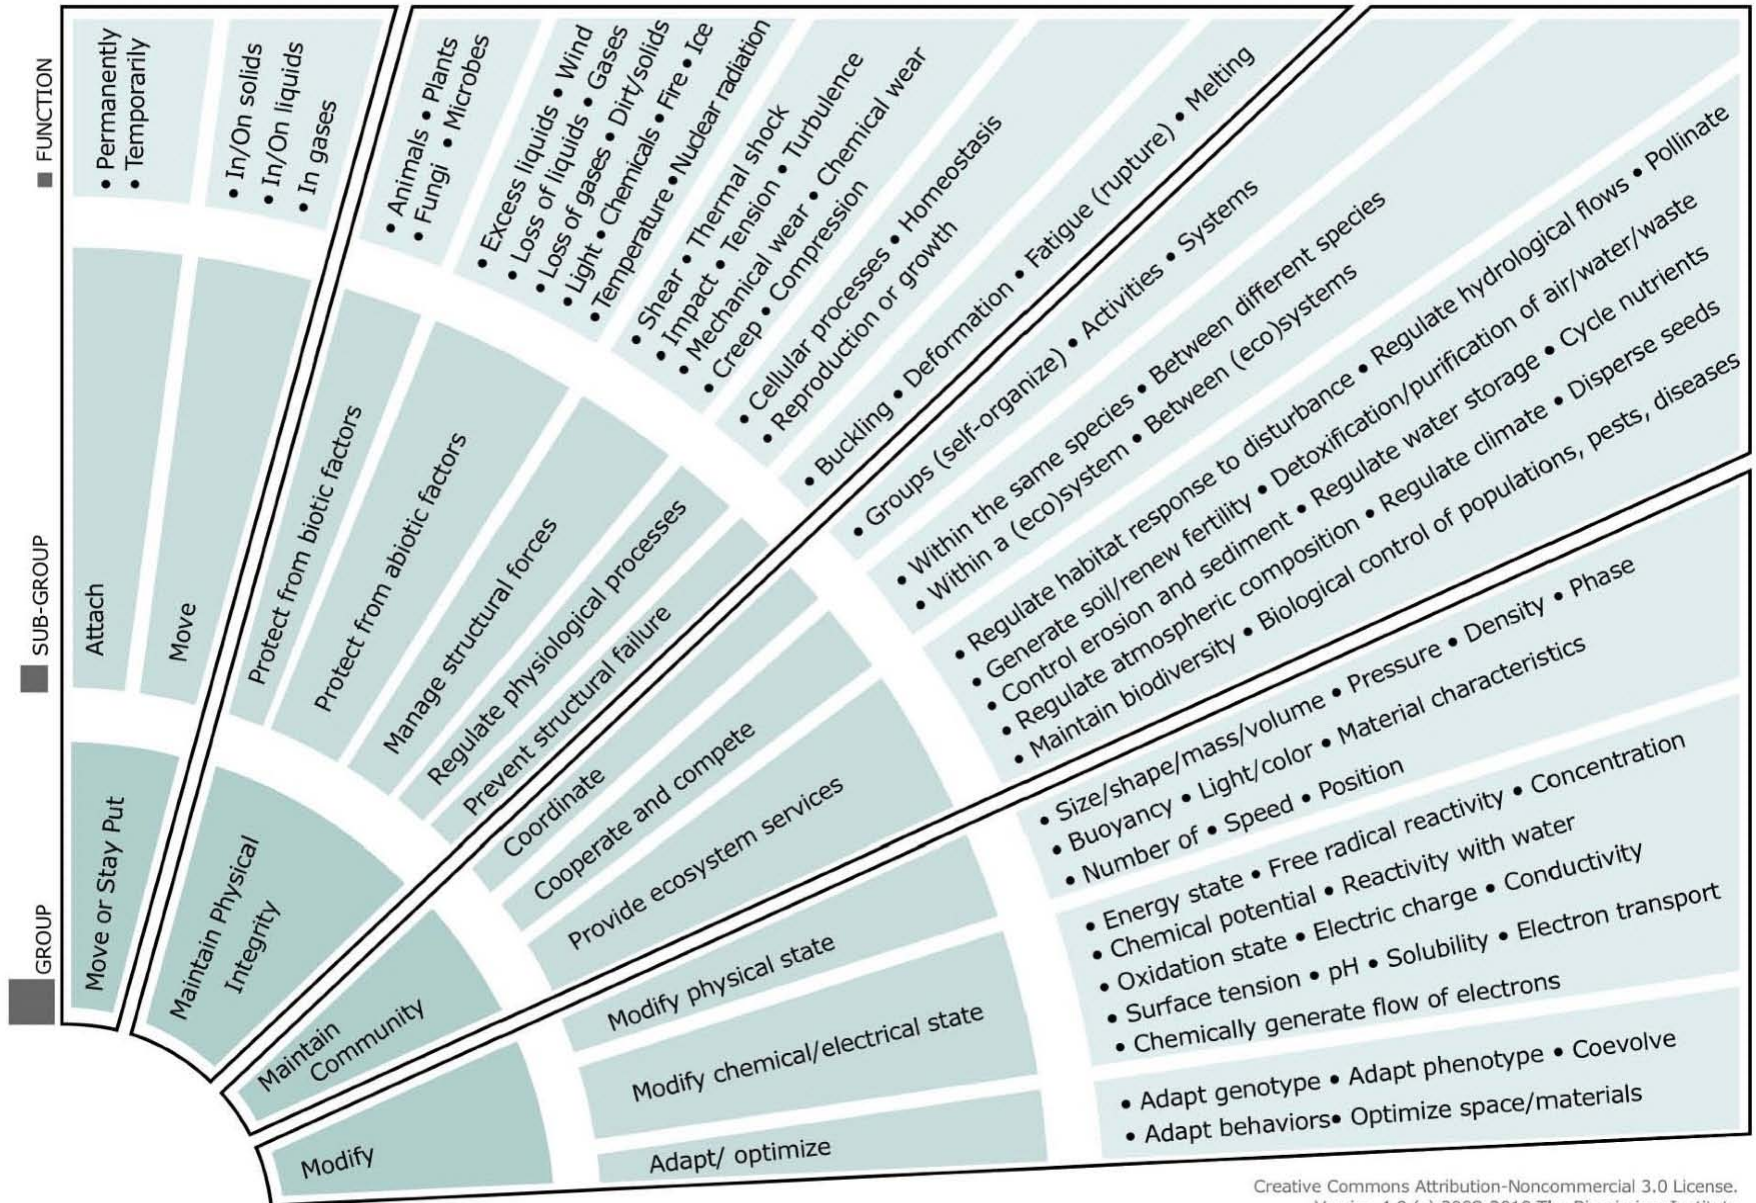 FUNCTION
SUB-GROUP
GROUP
Move or Stay Put
Attach
• Permanently
• Temporarily
Move
• In/On solids
• In/On liquids
• In gases
Maintain Physical
Integrity
Protect from biotic factors
• Animals • Plants
• Fungi • Microbes
Protect from abiotic factors
• Excess liquids • Wind
• Loss of liquids • Gases
• Loss of gases • Dirt/solids
• Light • Chemicals • Fire • Ice
• Temperature • Nuclear radiation
Manage structural forces
• Shear • Thermal shock
• Impact • Tension • Turbulence
• Mechanical wear • Chemical wear
• Creep • Compression
Regulate physiological processes
• Cellular processes • Homeostasis
• Reproduction or growth
Prevent structural failure
• Buckling • Deformation • Fatigue (rupture) • Melting
Maintain
Community
Coordinate
• Groups (self-organize) • Activities • Systems
Cooperate and compete
• Within the same species • Between different species
• Within a (eco)system • Between (eco)systems
Provide ecosystem services
• Regulate habitat response to disturbance • Regulate hydrological flows • Pollinate
• Generate soil/renew fertility • Detoxification/purification of air/water/waste
• Control erosion and sediment • Regulate water storage • Cycle nutrients
• Regulate atmospheric composition • Regulate climate • Disperse seeds
• Maintain biodiversity • Biological control of populations, pests, diseases
Modify
Modify physical state
• Size/shape/mass/volume • Pressure • Density • Phase
• Buoyancy • Light/color • Material characteristics
• Number of • Speed • Position
Modify chemical/electrical state
• Energy state • Free radical reactivity • Concentration
• Chemical potential • Reactivity with water
• Oxidation state • Electric charge • Conductivity
• Surface tension • pH • Solubility • Electron transport
• Chemically generate flow of electrons
Adapt/ optimize
• Adapt genotype • Adapt phenotype • Coevolve
• Adapt behaviors• Optimize space/materials
Creative Commons Attribution-Noncommercial 3.0 License.